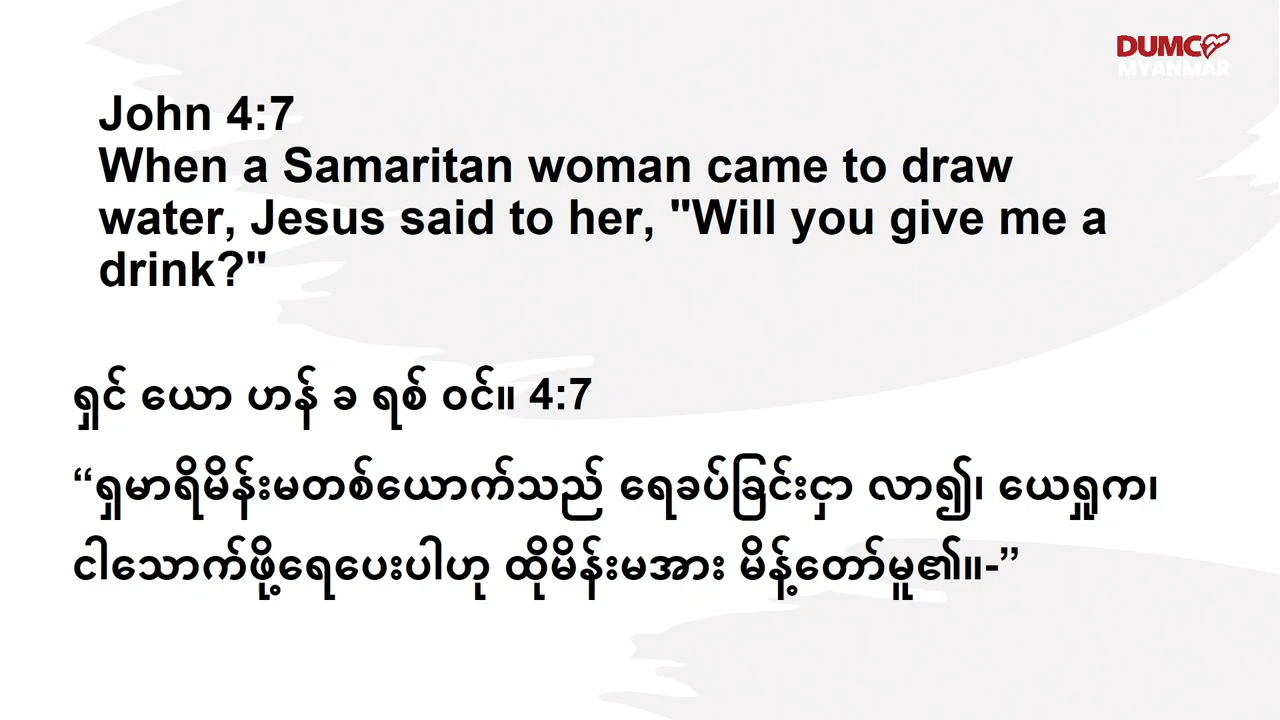 DUMC
MYANMAR
John 4:7
When a Samaritan woman came to draw
water, Jesus said to her, "Will you give me a
drink?"
ရှင် ယော ဟန် ခ ရစ် ဝင်။ 4:7
“ရှမာရိမိန်းမတစ်ယောက်သည် ရေခပ်ခြင်းငှာ လာ၍၊ ယေရှုက၊
ငါသောက်ဖို့ရေပေးပါဟု ထိုမိန်းမအား မိန့်တော်မူ၏။-”